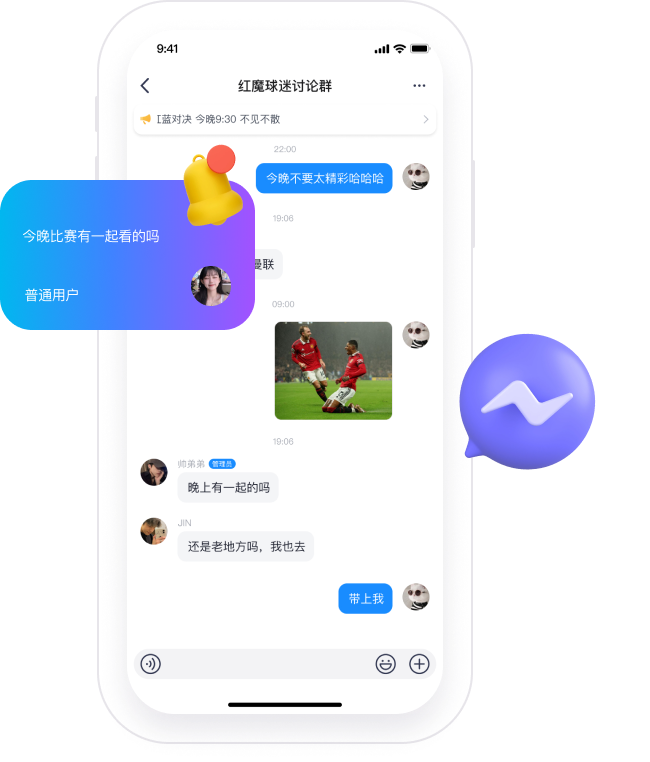 9:41
红魔球迷讨论群
蓝对决 今晚9:30 不见不散
22:00
今晚不要太精彩哈哈哈
19:06
曼联
今晚比赛有一起看的吗
普通用户
09:00
19:06
帅弟弟 管理员
晚上有一起的吗
JIN
还是老地方吗，我也去
带上我